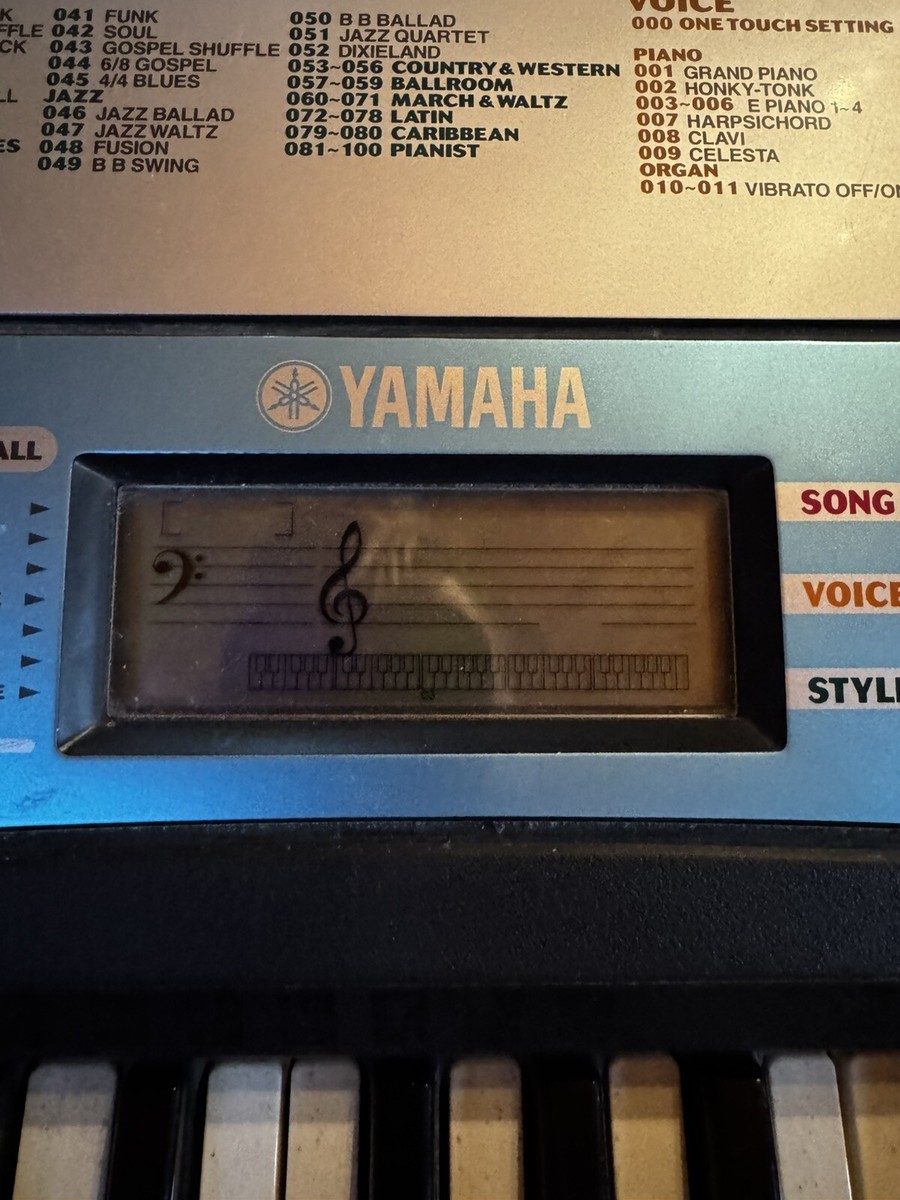 041 FUNK
042 SOUL
043 GOSPEL SHUFFLE
044 6/8 GOSPEL
045 4/4 BLUES
JAZZ
046 JAZZ BALLAD
047 JAZZ WALTZ
048 FUSION
049 B B SWING
050 B B BALLAD
051 JAZZ QUARTET
052 DIXIELAND
053~056 COUNTRY & WESTERN
057~059 BALLROOM
060~071 MARCH & WALTZ
072~078 LATIN
079~080 CARIBBEAN
081~100 PIANIST
VOICE
000 ONE TOUCH SETTING
PIANO
001 GRAND PIANO
002 HONKY-TONK
003~006 E PIANO 1~4
007 HARPSICHORD
008 CLAVI
009 CELESTA
ORGAN
010~011 VIBRATO OFF/ON
YAMAHA
ALL
SONG
VOICE
STYLE
C3